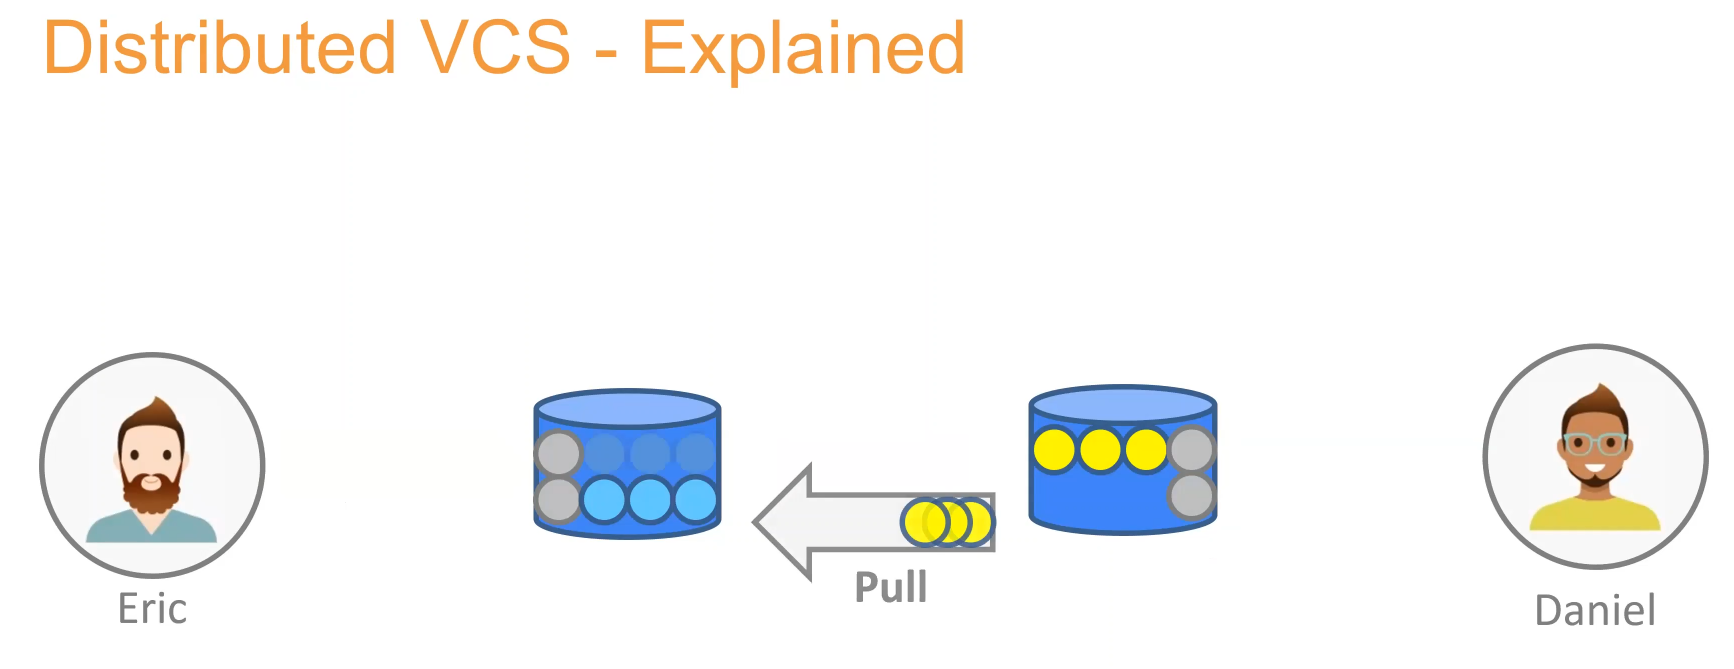 Distributed VCS - Explained
Pull
Eric
Daniel